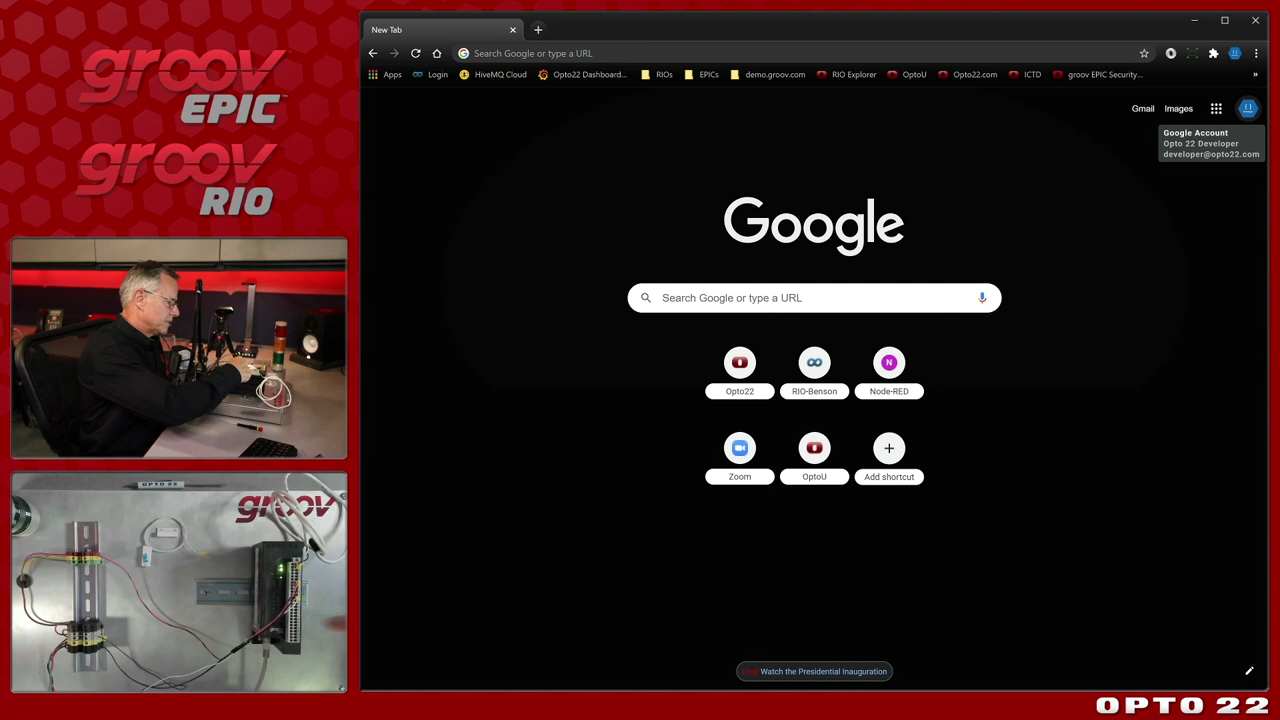 groov
EPIC™
groov
RIO
OPTO 22
groov
New Tab
Search Google or type a URL
Apps
Login
HiveMQ Cloud
Opto22 Dashboard...
RIOs
EPICs
demo.groov.com
RIO Explorer
OptoU
Opto22.com
ICTD
groov EPIC Security...
»
Gmail
Images
Google Account
Opto 22 Developer
developer@opto22.com
Google
Search Google or type a URL
Opto22
RIO-Benson
N
Node-RED
Zoom
OptoU
Add shortcut
Watch the Presidential Inauguration
OPTO 22